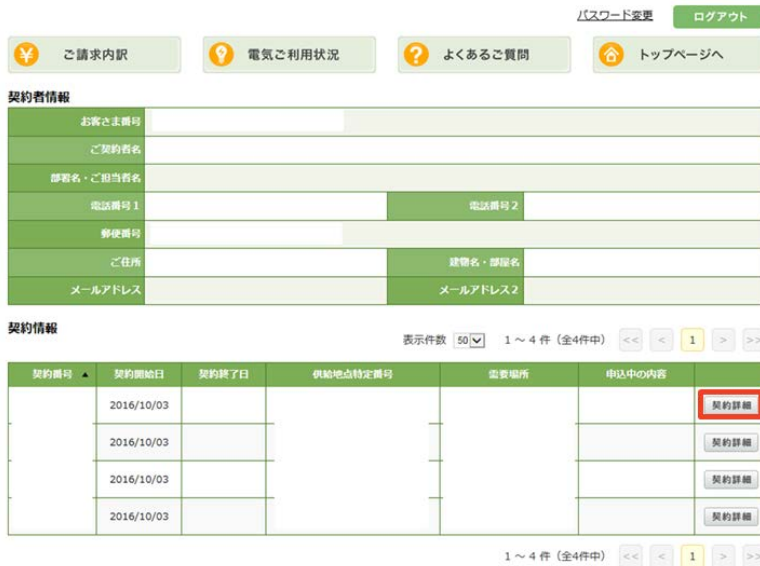 パスワード変更 ログアウト
ご請求内訳 電気ご利用状況 よくあるご質問 トップページへ
契約者情報
お客さま番号
ご契約者名
部署名・ご担当者名
電話番号1 電話番号2
郵便番号
ご住所 建物名・部屋名
メールアドレス メールアドレス2
契約情報
表示件数 50 1 ~ 4 件(全4件中) << < 1 > >>
契約番号 ▲ 契約開始日 契約終了日 供給地点特定番号 需要場所 申込中の内容
2016/10/03 契約詳細
2016/10/03 契約詳細
2016/10/03 契約詳細
2016/10/03 契約詳細
1 ~ 4 件(全4件中) << < 1 > >>